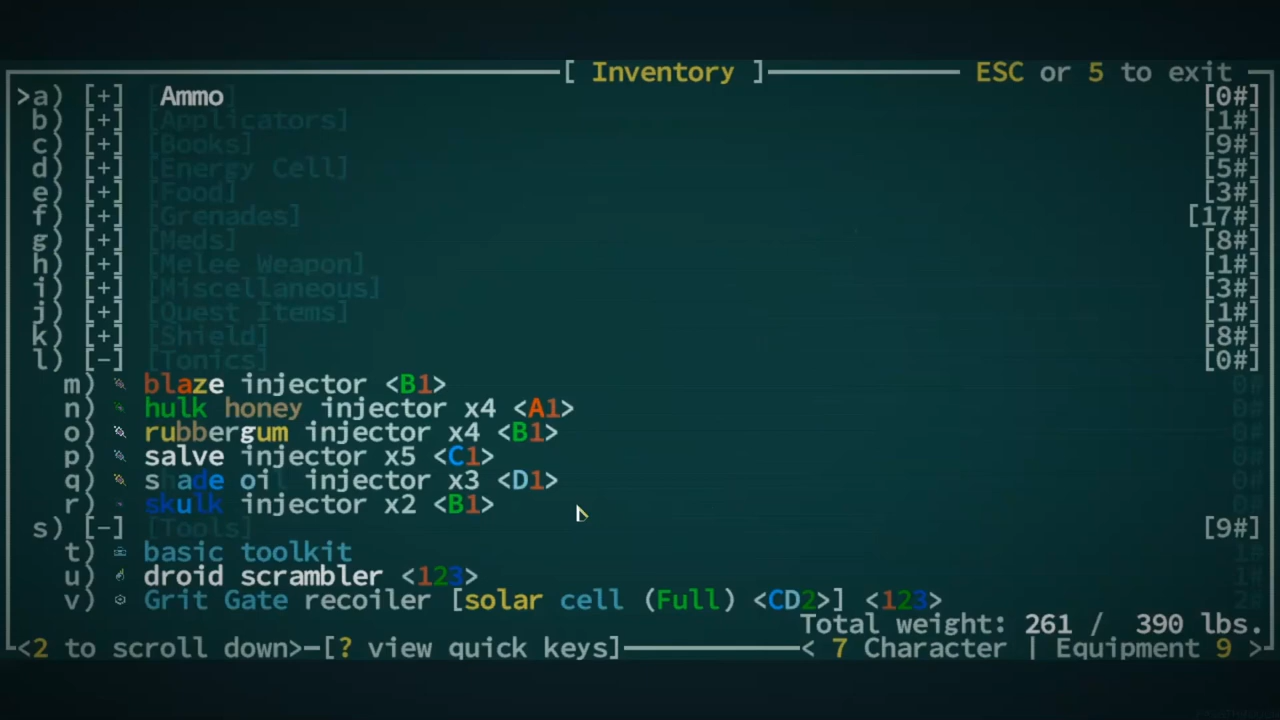 [ Inventory ] ESC or 5 to exit
>a) [+] Ammo [0#]
b) [+] [Applicators] [1#]
c) [+] [Books] [9#]
d) [+] [Energy Cell] [5#]
e) [+] [Food] [3#]
f) [+] [Grenades] [17#]
g) [+] [Meds] [8#]
h) [+] [Melee Weapon] [1#]
i) [+] [Miscellaneous] [3#]
j) [+] [Quest Items] [1#]
k) [+] [Shield] [8#]
l) [-] [Tonics] [0#]
m) blaze injector <B1>
n) hulk honey injector x4 <A1>
o) rubbergum injector x4 <B1>
p) salve injector x5 <C1>
q) shade oil injector x3 <D1>
r) skulk injector x2 <B1>
s) [-] [Tools] [9#]
t) basic toolkit
u) droid scrambler <123>
v) Grit Gate recoiler [solar cell (Full) <CD2>] <123>
Total weight: 261 / 390 lbs.
<2 to scroll down> [? view quick keys] < 7 Character | Equipment 9 >